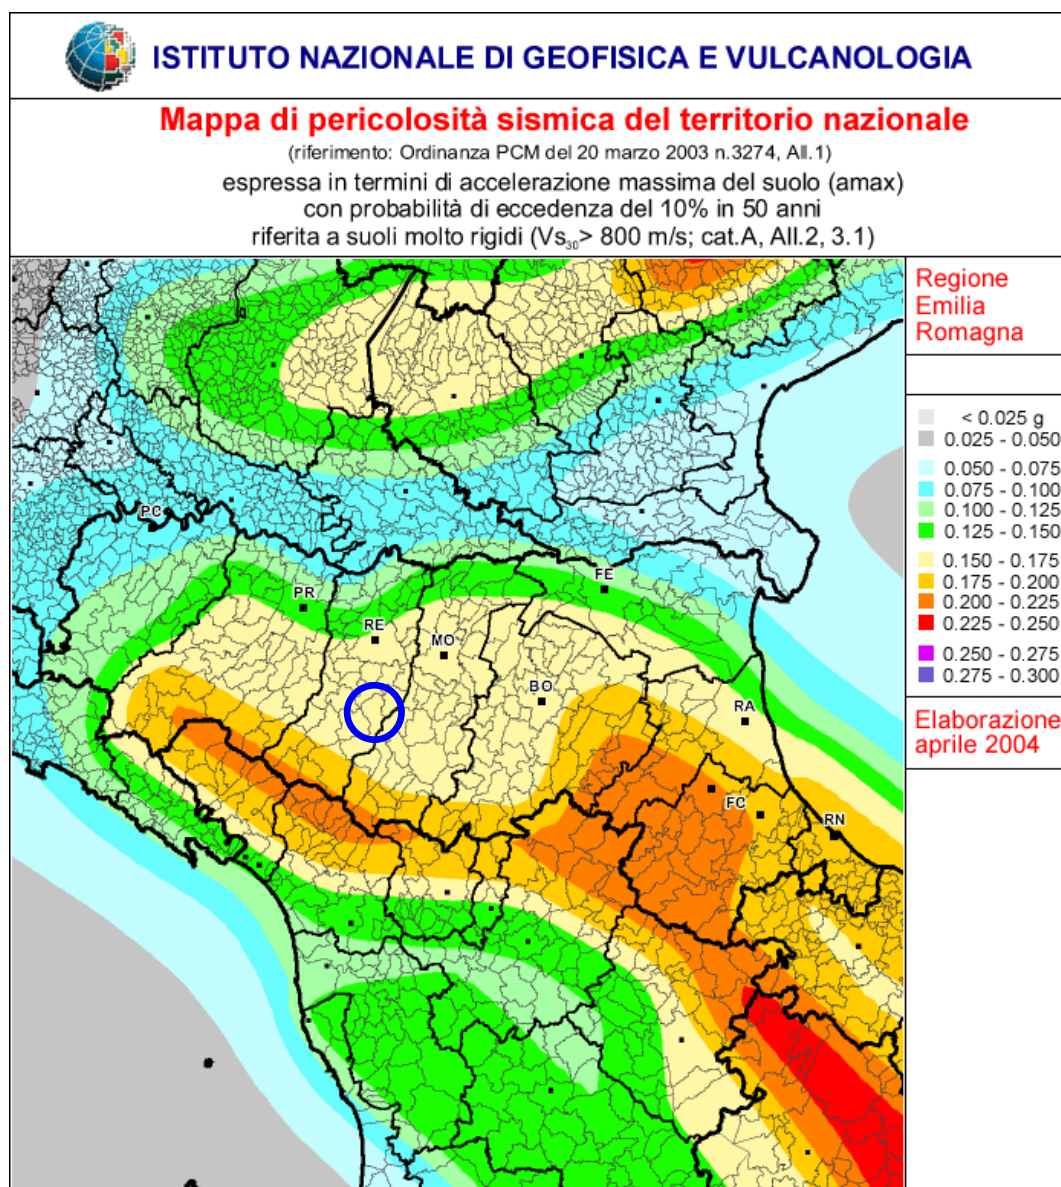 ISTITUTO NAZIONALE DI GEOFISICA E VULCANOLOGIA
Mappa di pericolosità sismica del territorio nazionale
(riferimento: Ordinanza PCM del 20 marzo 2003 n.3274, All.1)
espressa in termini di accelerazione massima del suolo (amax)
con probabilità di eccedenza del 10% in 50 anni
riferita a suoli molto rigidi (Vs₃₀> 800 m/s; cat.A, All.2, 3.1)
Regione
Emilia
Romagna
< 0.025 g
0.025 - 0.050
0.050 - 0.075
0.075 - 0.100
0.100 - 0.125
0.125 - 0.150
0.150 - 0.175
0.175 - 0.200
0.200 - 0.225
0.225 - 0.250
0.250 - 0.275
0.275 - 0.300
Elaborazione
aprile 2004
PC
PR
FE
RE
MO
BO
RA
FC
RN